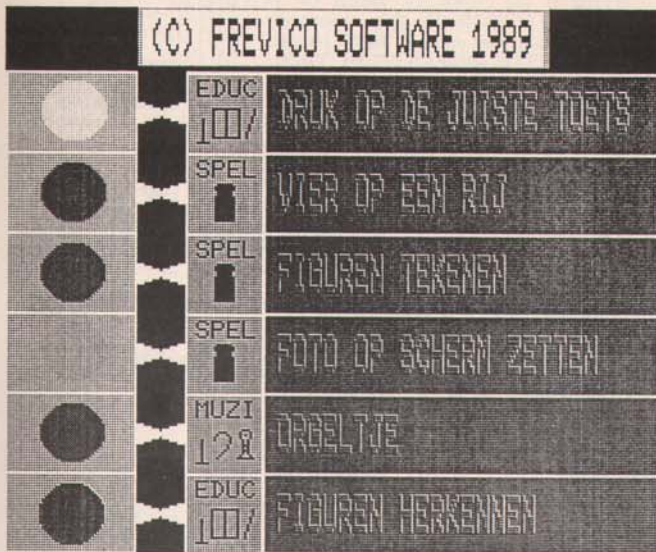 (C) FREVICO SOFTWARE 1989
EDUC DRUK OP DE JUISTE TOETS
SPEL VIER OP EEN RIJ
SPEL FIGUREN TEKENEN
SPEL FOTO OP SCHERM ZETTEN
MUZI ORGELTJE
EDUC FIGUREN HERKENNEN